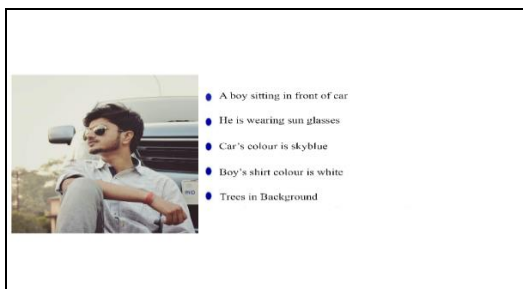 A boy sitting in front of car
He is wearing sun glasses
Car's colour is skyblue
Boy's shirt colour is white
Trees in Background